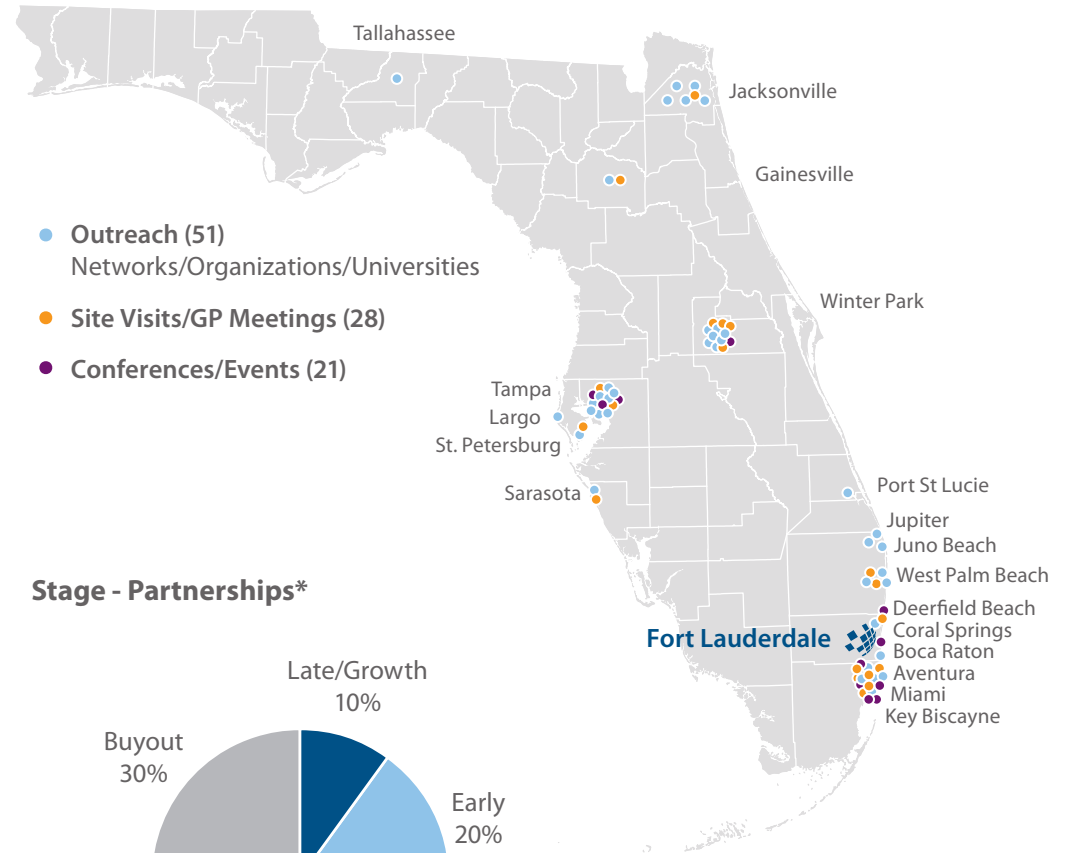 Tallahassee
Jacksonville
Gainesville
Outreach (51)
Networks/Organizations/Universities
Site Visits/GP Meetings (28)
Conferences/Events (21)
Winter Park
Tampa
Largo
St. Petersburg
Sarasota
Port St Lucie
Jupiter
Juno Beach
West Palm Beach
Deerfield Beach
Coral Springs
Fort Lauderdale
Boca Raton
Aventura
Miami
Key Biscayne
Stage - Partnerships*
Late/Growth
10%
Buyout
30%
Early
20%